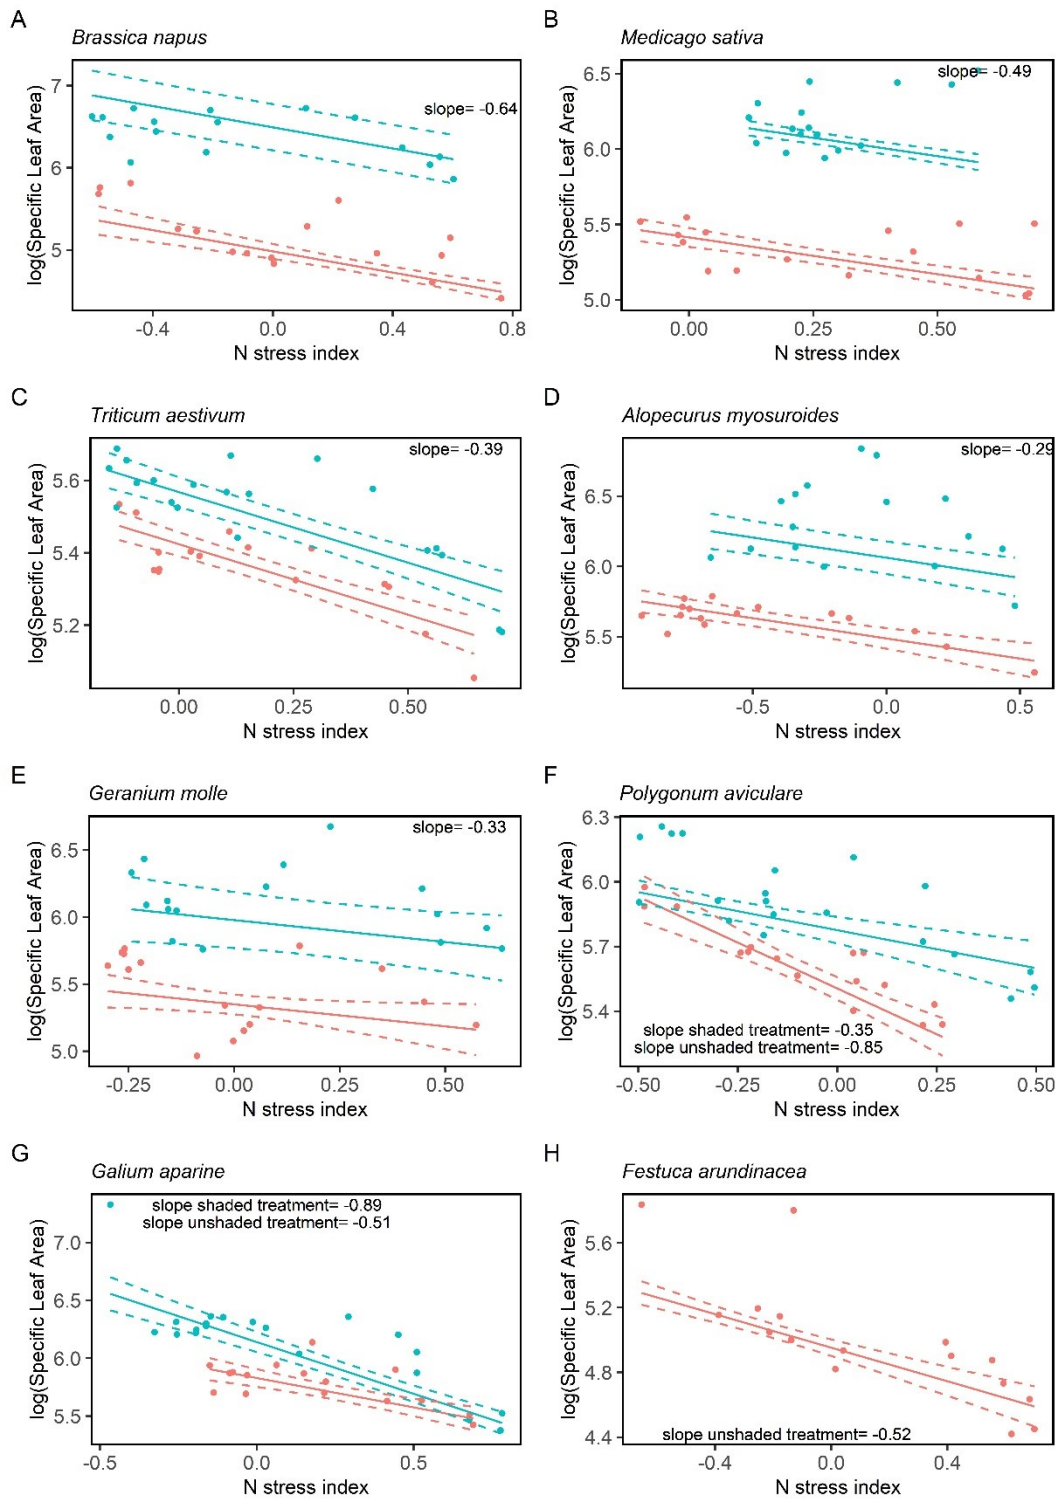 A
Brassica napus
7
6
5
log(Specific Leaf Area)
slope= -0.64
-0.4
0.0
0.4
0.8
N stress index
B
Medicago sativa
6.5
6.0
5.5
5.0
log(Specific Leaf Area)
slope= -0.49
0.00
0.25
0.50
N stress index
C
Triticum aestivum
5.6
5.4
5.2
log(Specific Leaf Area)
slope= -0.39
0.00
0.25
0.50
N stress index
D
Alopecurus myosuroides
6.5
6.0
5.5
log(Specific Leaf Area)
slope= -0.29
-0.5
0.0
0.5
N stress index
E
Geranium molle
6.5
6.0
5.5
5.0
log(Specific Leaf Area)
slope= -0.33
-0.25
0.00
0.25
0.50
N stress index
F
Polygonum aviculare
6.3
6.0
5.7
5.4
log(Specific Leaf Area)
slope shaded treatment= -0.35
slope unshaded treatment= -0.85
-0.50
-0.25
0.00
0.25
0.50
N stress index
G
Galium aparine
slope shaded treatment= -0.89
slope unshaded treatment= -0.51
7.0
6.5
6.0
5.5
log(Specific Leaf Area)
-0.5
0.0
0.5
N stress index
H
Festuca arundinacea
5.6
5.2
4.8
4.4
log(Specific Leaf Area)
slope unshaded treatment= -0.52
-0.4
0.0
0.4
N stress index